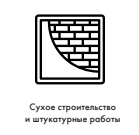 Сухое строительство
и штукатурные работы